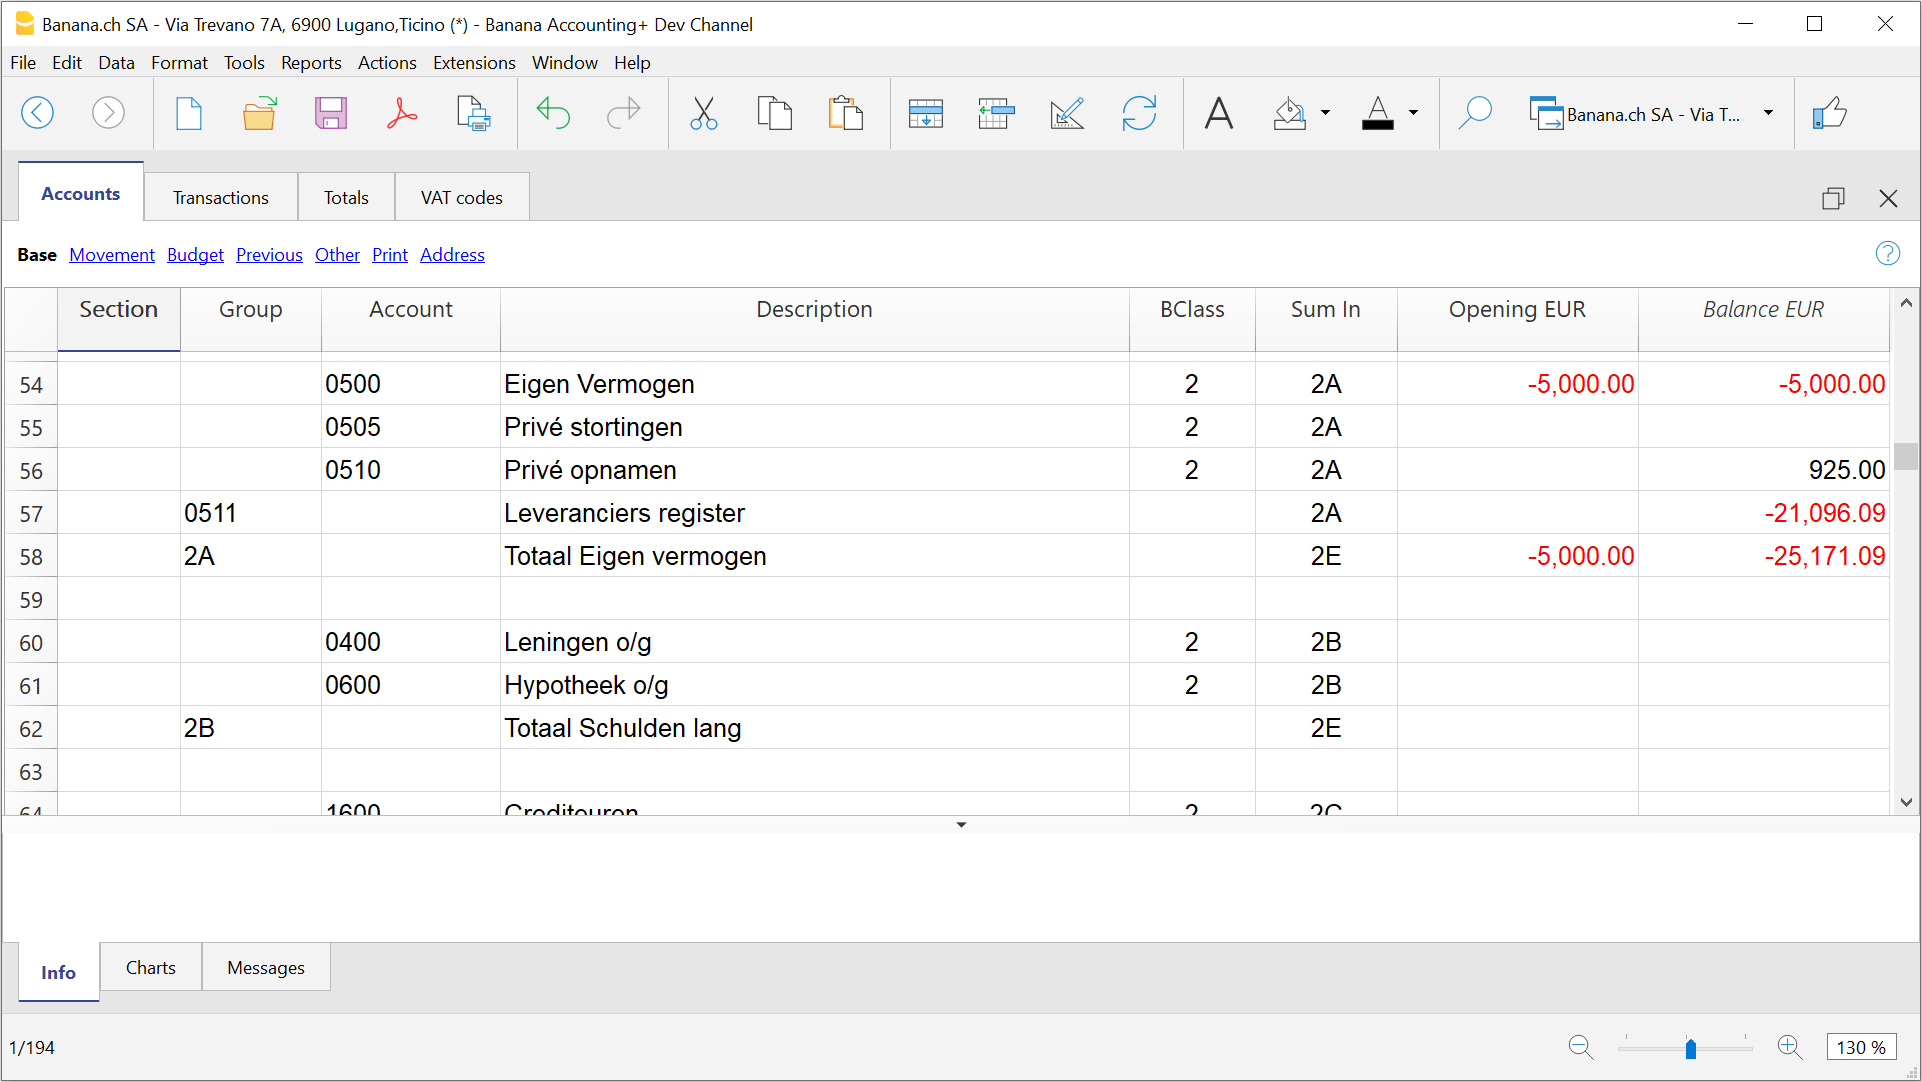 Banana.ch SA - Via Trevano 7A, 6900 Lugano,Ticino (*) - Banana Accounting+ Dev Channel
File Edit Data Format Tools Reports Actions Extensions Window Help
Banana.ch SA - Via T...
Accounts Transactions Totals VAT codes
Base Movement Budget Previous Other Print Address
Section Group Account Description BClass Sum In Opening EUR Balance EUR
54 0500 Eigen Vermogen 2 2A -5,000.00 -5,000.00
55 0505 Privé stortingen 2 2A
56 0510 Privé opnamen 2 2A 925.00
57 0511 Leveranciers register 2A -21,096.09
58 2A Totaal Eigen vermogen 2E -5,000.00 -25,171.09
59
60 0400 Leningen o/g 2 2B
61 0600 Hypotheek o/g 2 2B
62 2B Totaal Schulden lang 2E
63
64 1600 Crediteuren 2 2C
Info Charts Messages
1/194 130 %